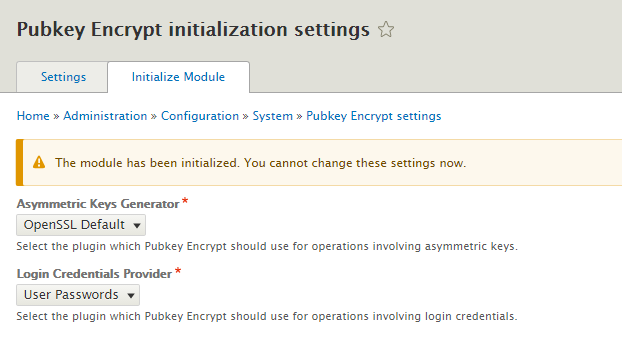 Pubkey Encrypt initialization settings
Settings
Initialize Module
Home » Administration » Configuration » System » Pubkey Encrypt settings
The module has been initialized. You cannot change these settings now.
Asymmetric Keys Generator*
OpenSSL Default
Select the plugin which Pubkey Encrypt should use for operations involving asymmetric keys.
Login Credentials Provider*
User Passwords
Select the plugin which Pubkey Encrypt should use for operations involving login credentials.